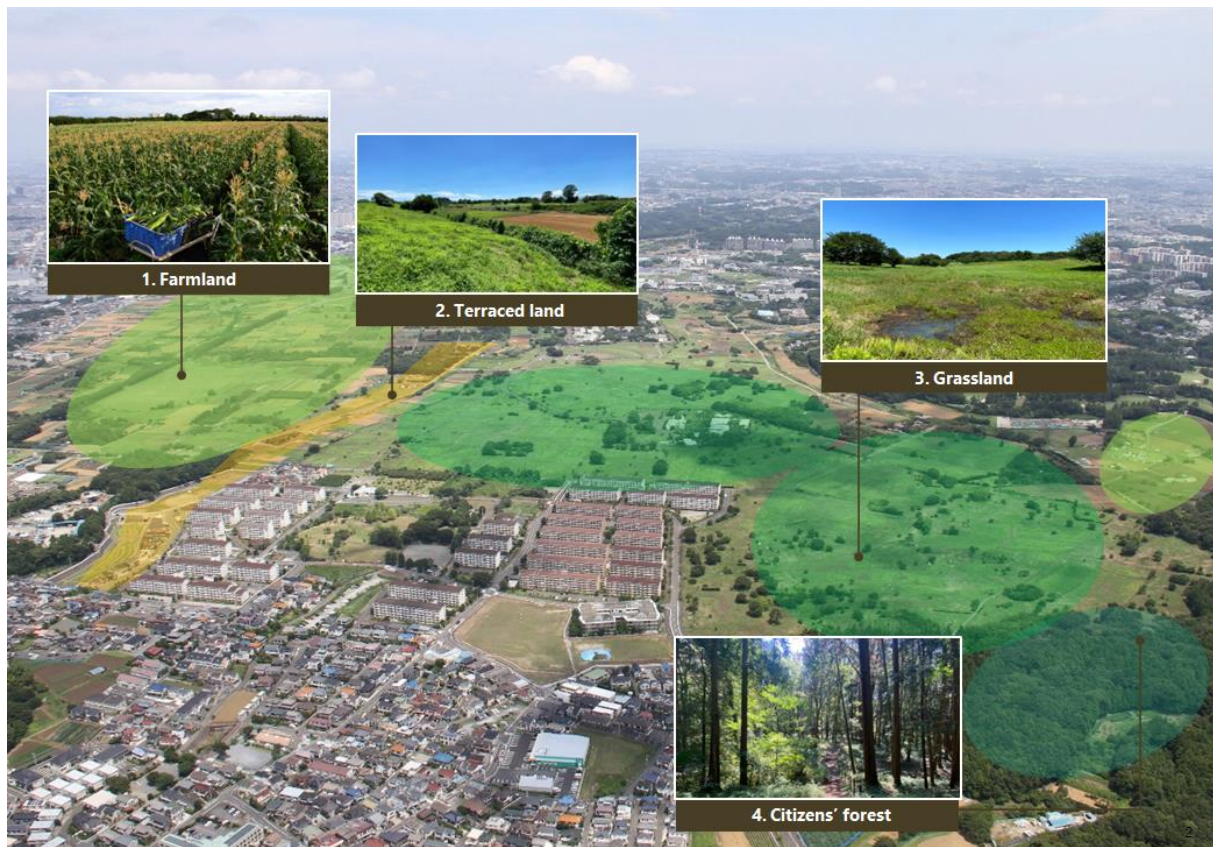 1. Farmland
2. Terraced land
3. Grassland
4. Citizens’ forest
2